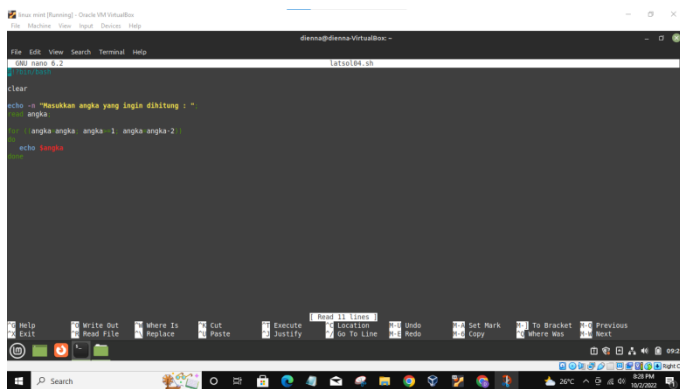 linux mint [Running] - Oracle VM VirtualBox
File Machine View Input Devices Help
dienna@dienna-VirtualBox: ~
File Edit View Search Terminal Help
GNU nano 6.2 latsol04.sh
#!/bin/bash
clear
echo -n "Masukkan angka yang ingin dihitung : ";
read angka;
for ((angka=angka; angka>=1; angka=angka-2))
do
echo $angka
done
[ Read 11 lines ]
^G Help ^O Write Out ^W Where Is ^K Cut ^T Execute ^C Location M-U Undo M-A Set Mark M-] To Bracket M-Q Previous
^X Exit ^R Read File ^\ Replace ^U Paste ^J Justify ^/ Go To Line M-E Redo M-6 Copy ^Q Where Was M-W Next
09:2
Right C
Search
26°C
8:28 PM
10/2/2022